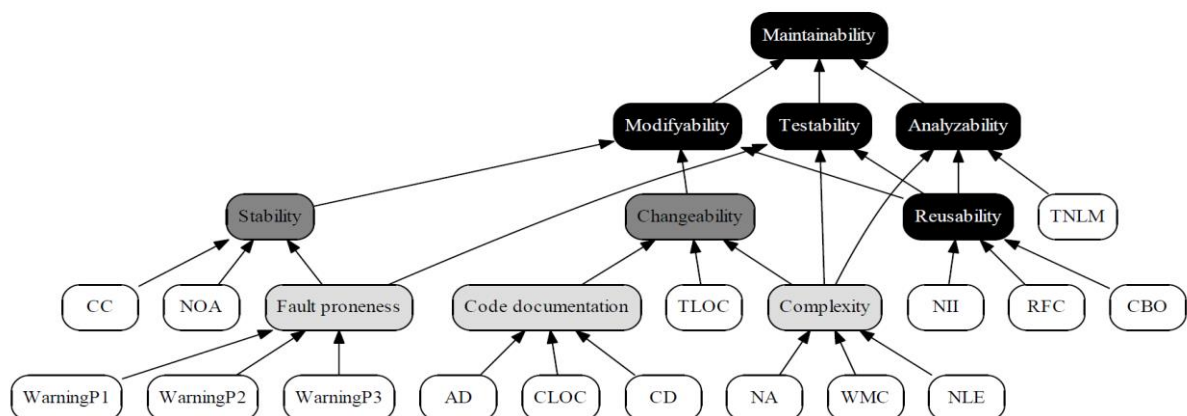 Maintainability
Modifyability
Testability
Analyzability
Stability
Changeability
Reusability
TNLM
CC
NOA
Fault proneness
Code documentation
TLOC
Complexity
NII
RFC
CBO
WarningP1
WarningP2
WarningP3
AD
CLOC
CD
NA
WMC
NLE